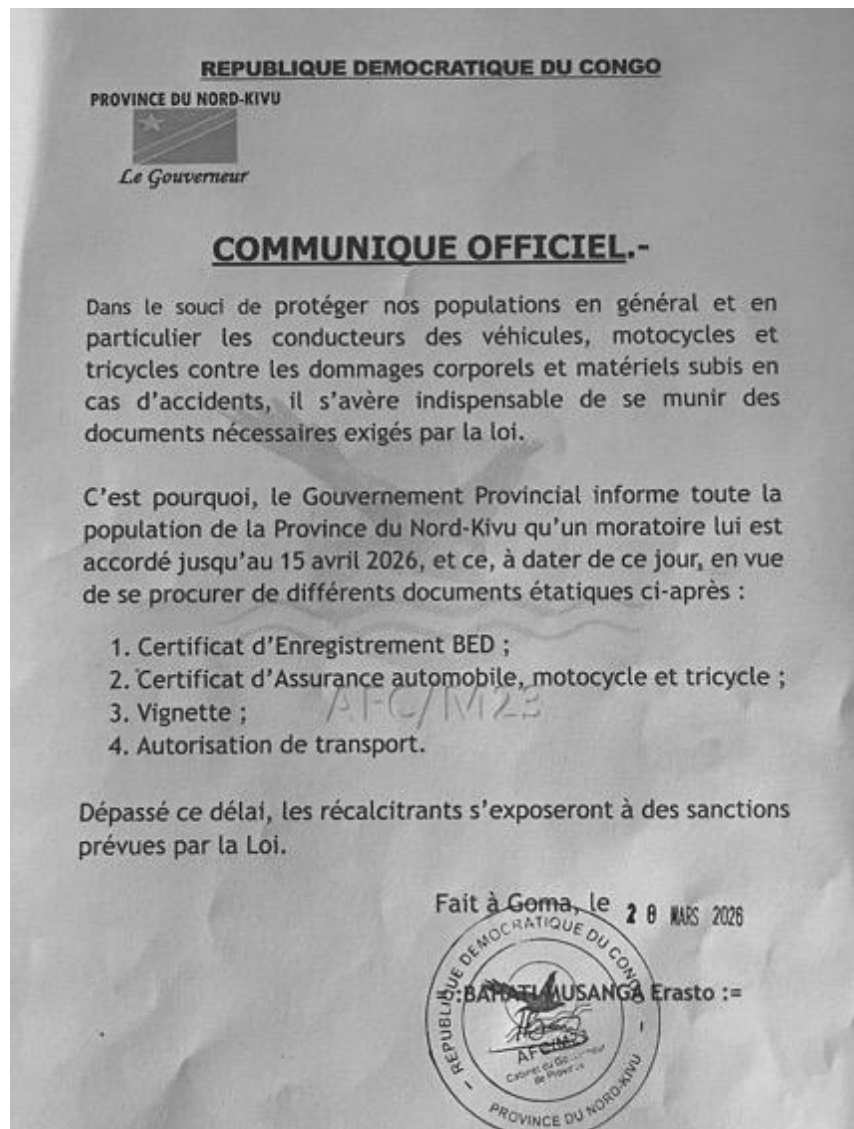 REPUBLIQUE DEMOCRATIQUE DU CONGO
PROVINCE DU NORD-KIVU
Le Gouverneur
COMMUNIQUE OFFICIEL.-
Dans le souci de protéger nos populations en général et en
particulier les conducteurs des véhicules, motocycles et
tricycles contre les dommages corporels et matériels subis en
cas d'accidents, il s'avère indispensable de se munir des
documents nécessaires exigés par la loi.
C'est pourquoi, le Gouvernement Provincial informe toute la
population de la Province du Nord-Kivu qu'un moratoire lui est
accordé jusqu'au 15 avril 2026, et ce, à dater de ce jour, en vue
de se procurer de différents documents étatiques ci-après :
1. Certificat d'Enregistrement BED ;
2. Certificat d'Assurance automobile, motocycle et tricycle ;
3. Vignette ;
4. Autorisation de transport.
AFC/M23
Dépassé ce délai, les récalcitrants s'exposeront à des sanctions
prévues par la Loi.
Fait à Goma, le 28 MARS 2026
BAHATI MUSANGA Erasto :=
REPUBLIQUE DEMOCRATIQUE DU CONGO
AFC/M23
Cabinet du
de Province
PROVINCE DU NORD-KIVU